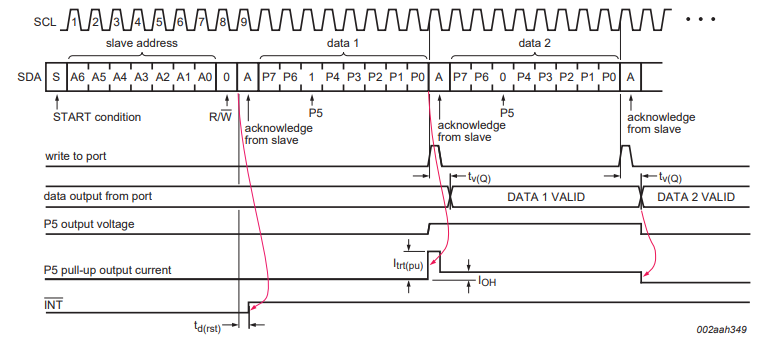 SCL 1 2 3 4 5 6 7 8 9
slave address data 1 data 2
SDA S A6 A5 A4 A3 A2 A1 A0 0 A P7 P6 1 P4 P3 P2 P1 P0 A P7 P6 0 P4 P3 P2 P1 P0 A
START condition R/W̅ P5 P5
acknowledge from slave
acknowledge from slave
acknowledge from slave
write to port
tv(Q) tv(Q)
data output from port DATA 1 VALID DATA 2 VALID
P5 output voltage
P5 pull-up output current Itrt(pu) IOH
I̅N̅T̅
td(rst)
002aah349